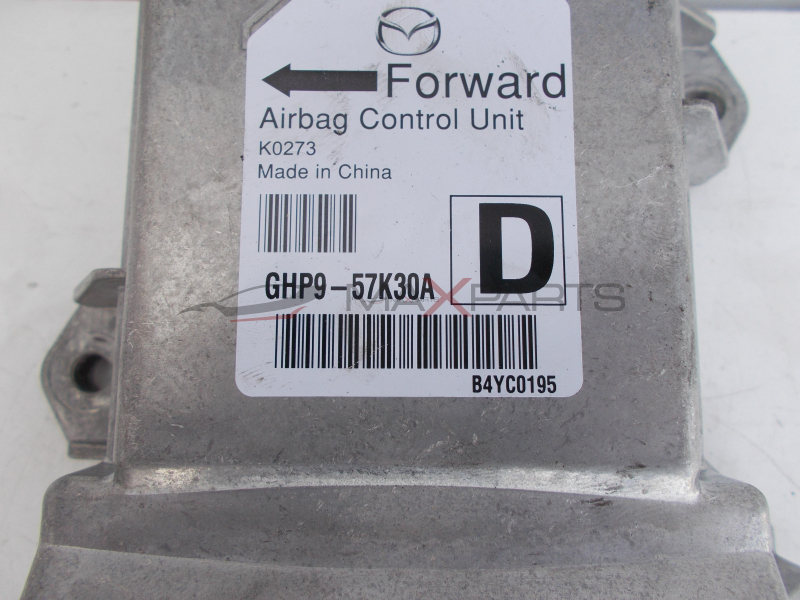 Forward
Airbag Control Unit
K0273
Made in China
D
GHP9-57K30A
MAXPARTS
B4YC0195